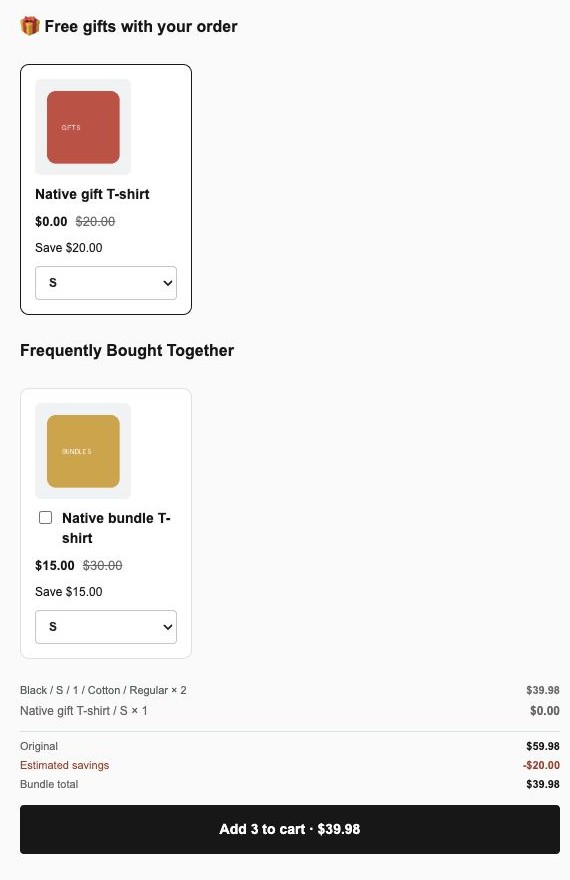 🎁 Free gifts with your order
GIFTS
Native gift T-shirt
$0.00 $20.00
Save $20.00
S
Frequently Bought Together
BUNDLES
Native bundle T-
shirt
$15.00 $30.00
Save $15.00
S
Black / S / 1 / Cotton / Regular × 2 $39.98
Native gift T-shirt / S × 1 $0.00
Original $59.98
Estimated savings -$20.00
Bundle total $39.98
Add 3 to cart · $39.98